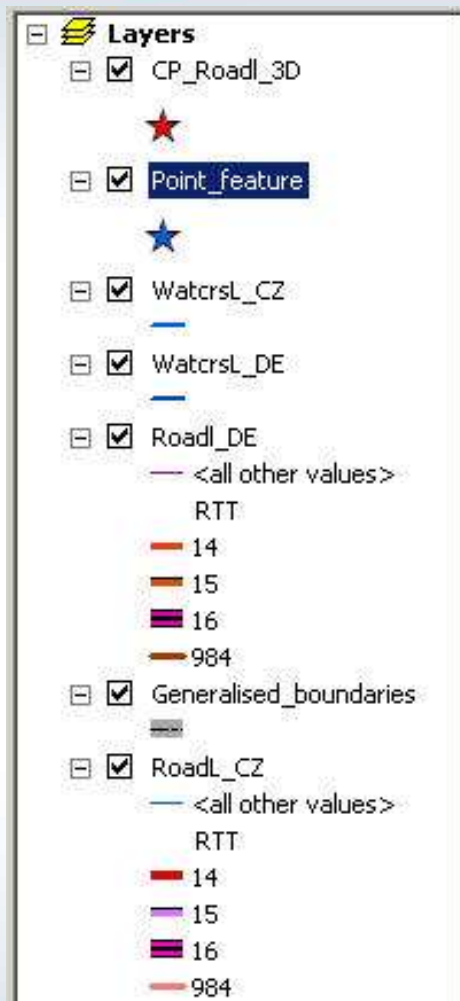 Layers
CP_Roadl_3D
Point_feature
WatcrsL_CZ
WatcrsL_DE
Roadl_DE
<all other values>
RTT
14
15
16
984
Generalised_boundaries
RoadL_CZ
<all other values>
RTT
14
15
16
984